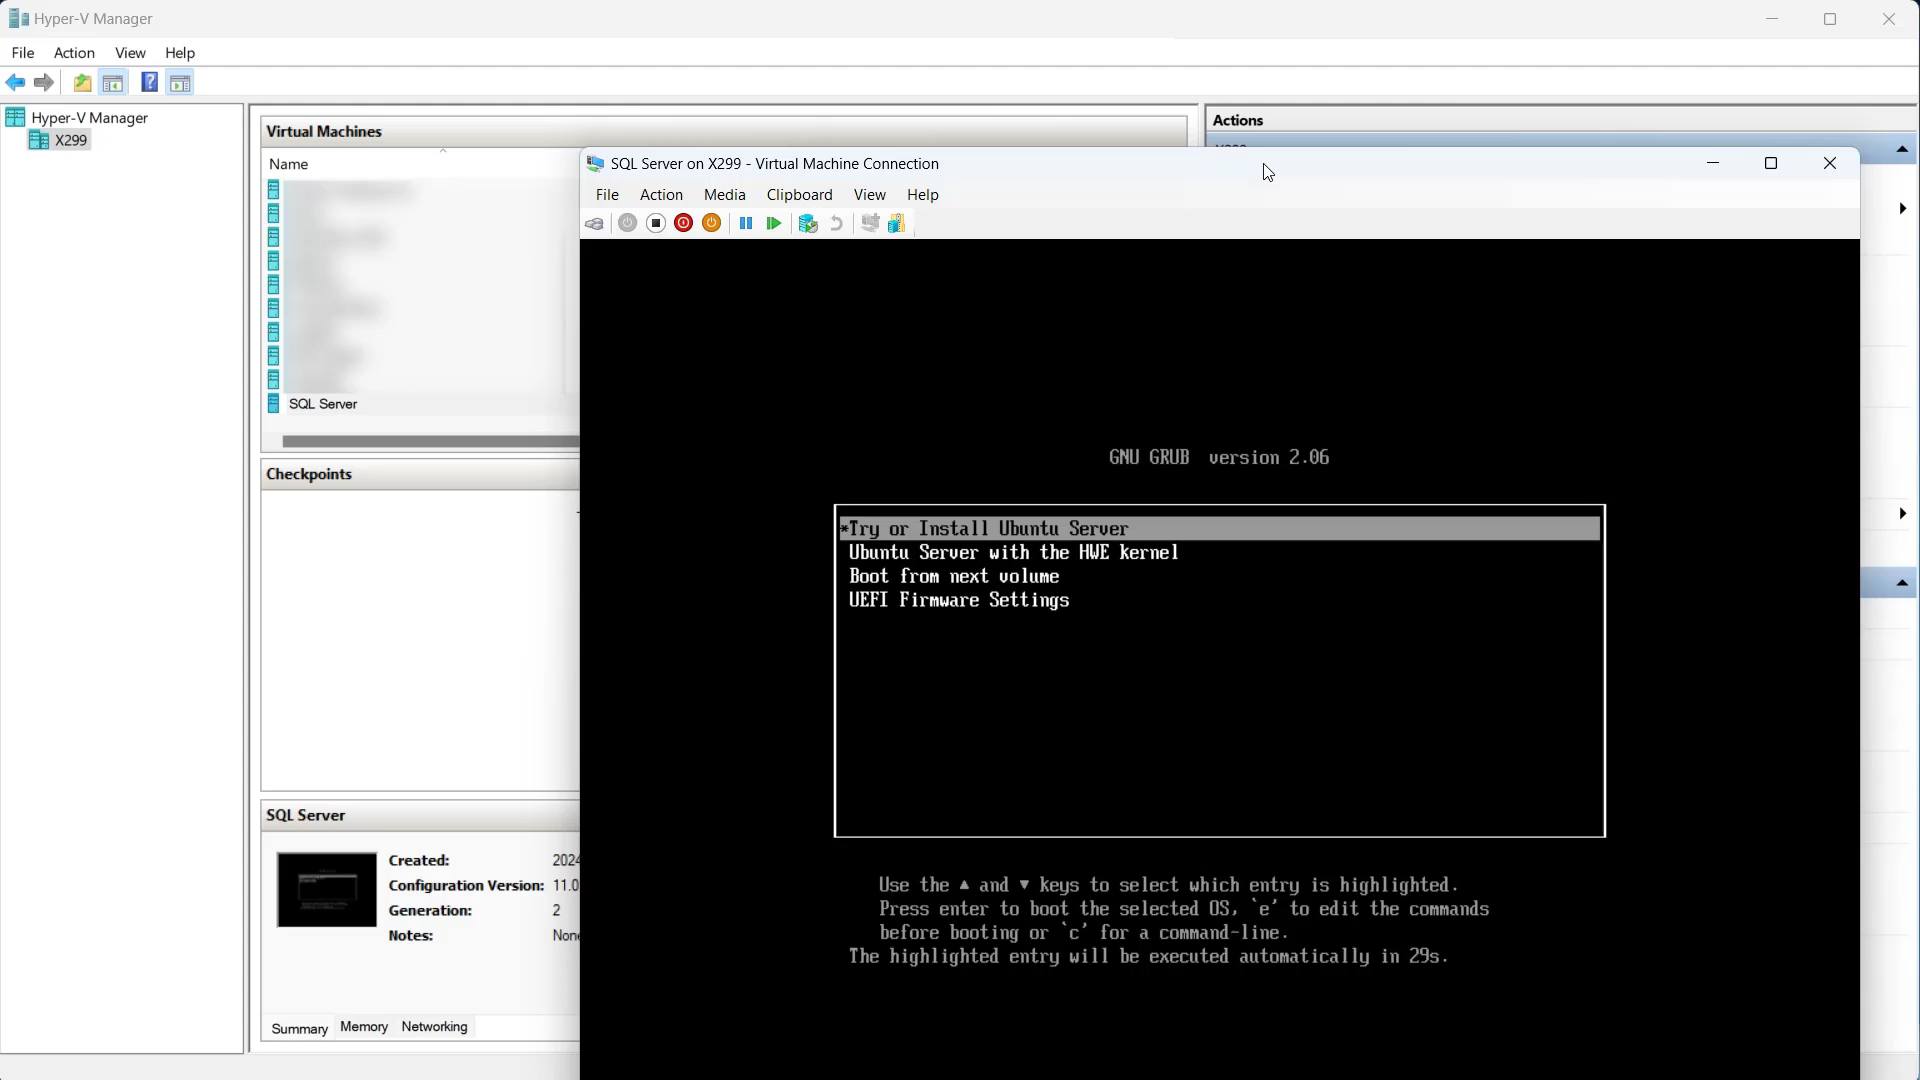 Hyper-V Manager
File Action View Help
Hyper-V Manager
X299
Virtual Machines
Name
SQL Server
Checkpoints
SQL Server
Created: 2024
Configuration Version: 11.0
Generation: 2
Notes: None
Summary Memory Networking
Actions
SQL Server on X299 - Virtual Machine Connection
File Action Media Clipboard View Help
GNU GRUB version 2.06
*Try or Install Ubuntu Server
Ubuntu Server with the HWE kernel
Boot from next volume
UEFI Firmware Settings
Use the ▲ and ▼ keys to select which entry is highlighted.
Press enter to boot the selected OS, `e' to edit the commands
before booting or `c' for a command-line.
The highlighted entry will be executed automatically in 29s.